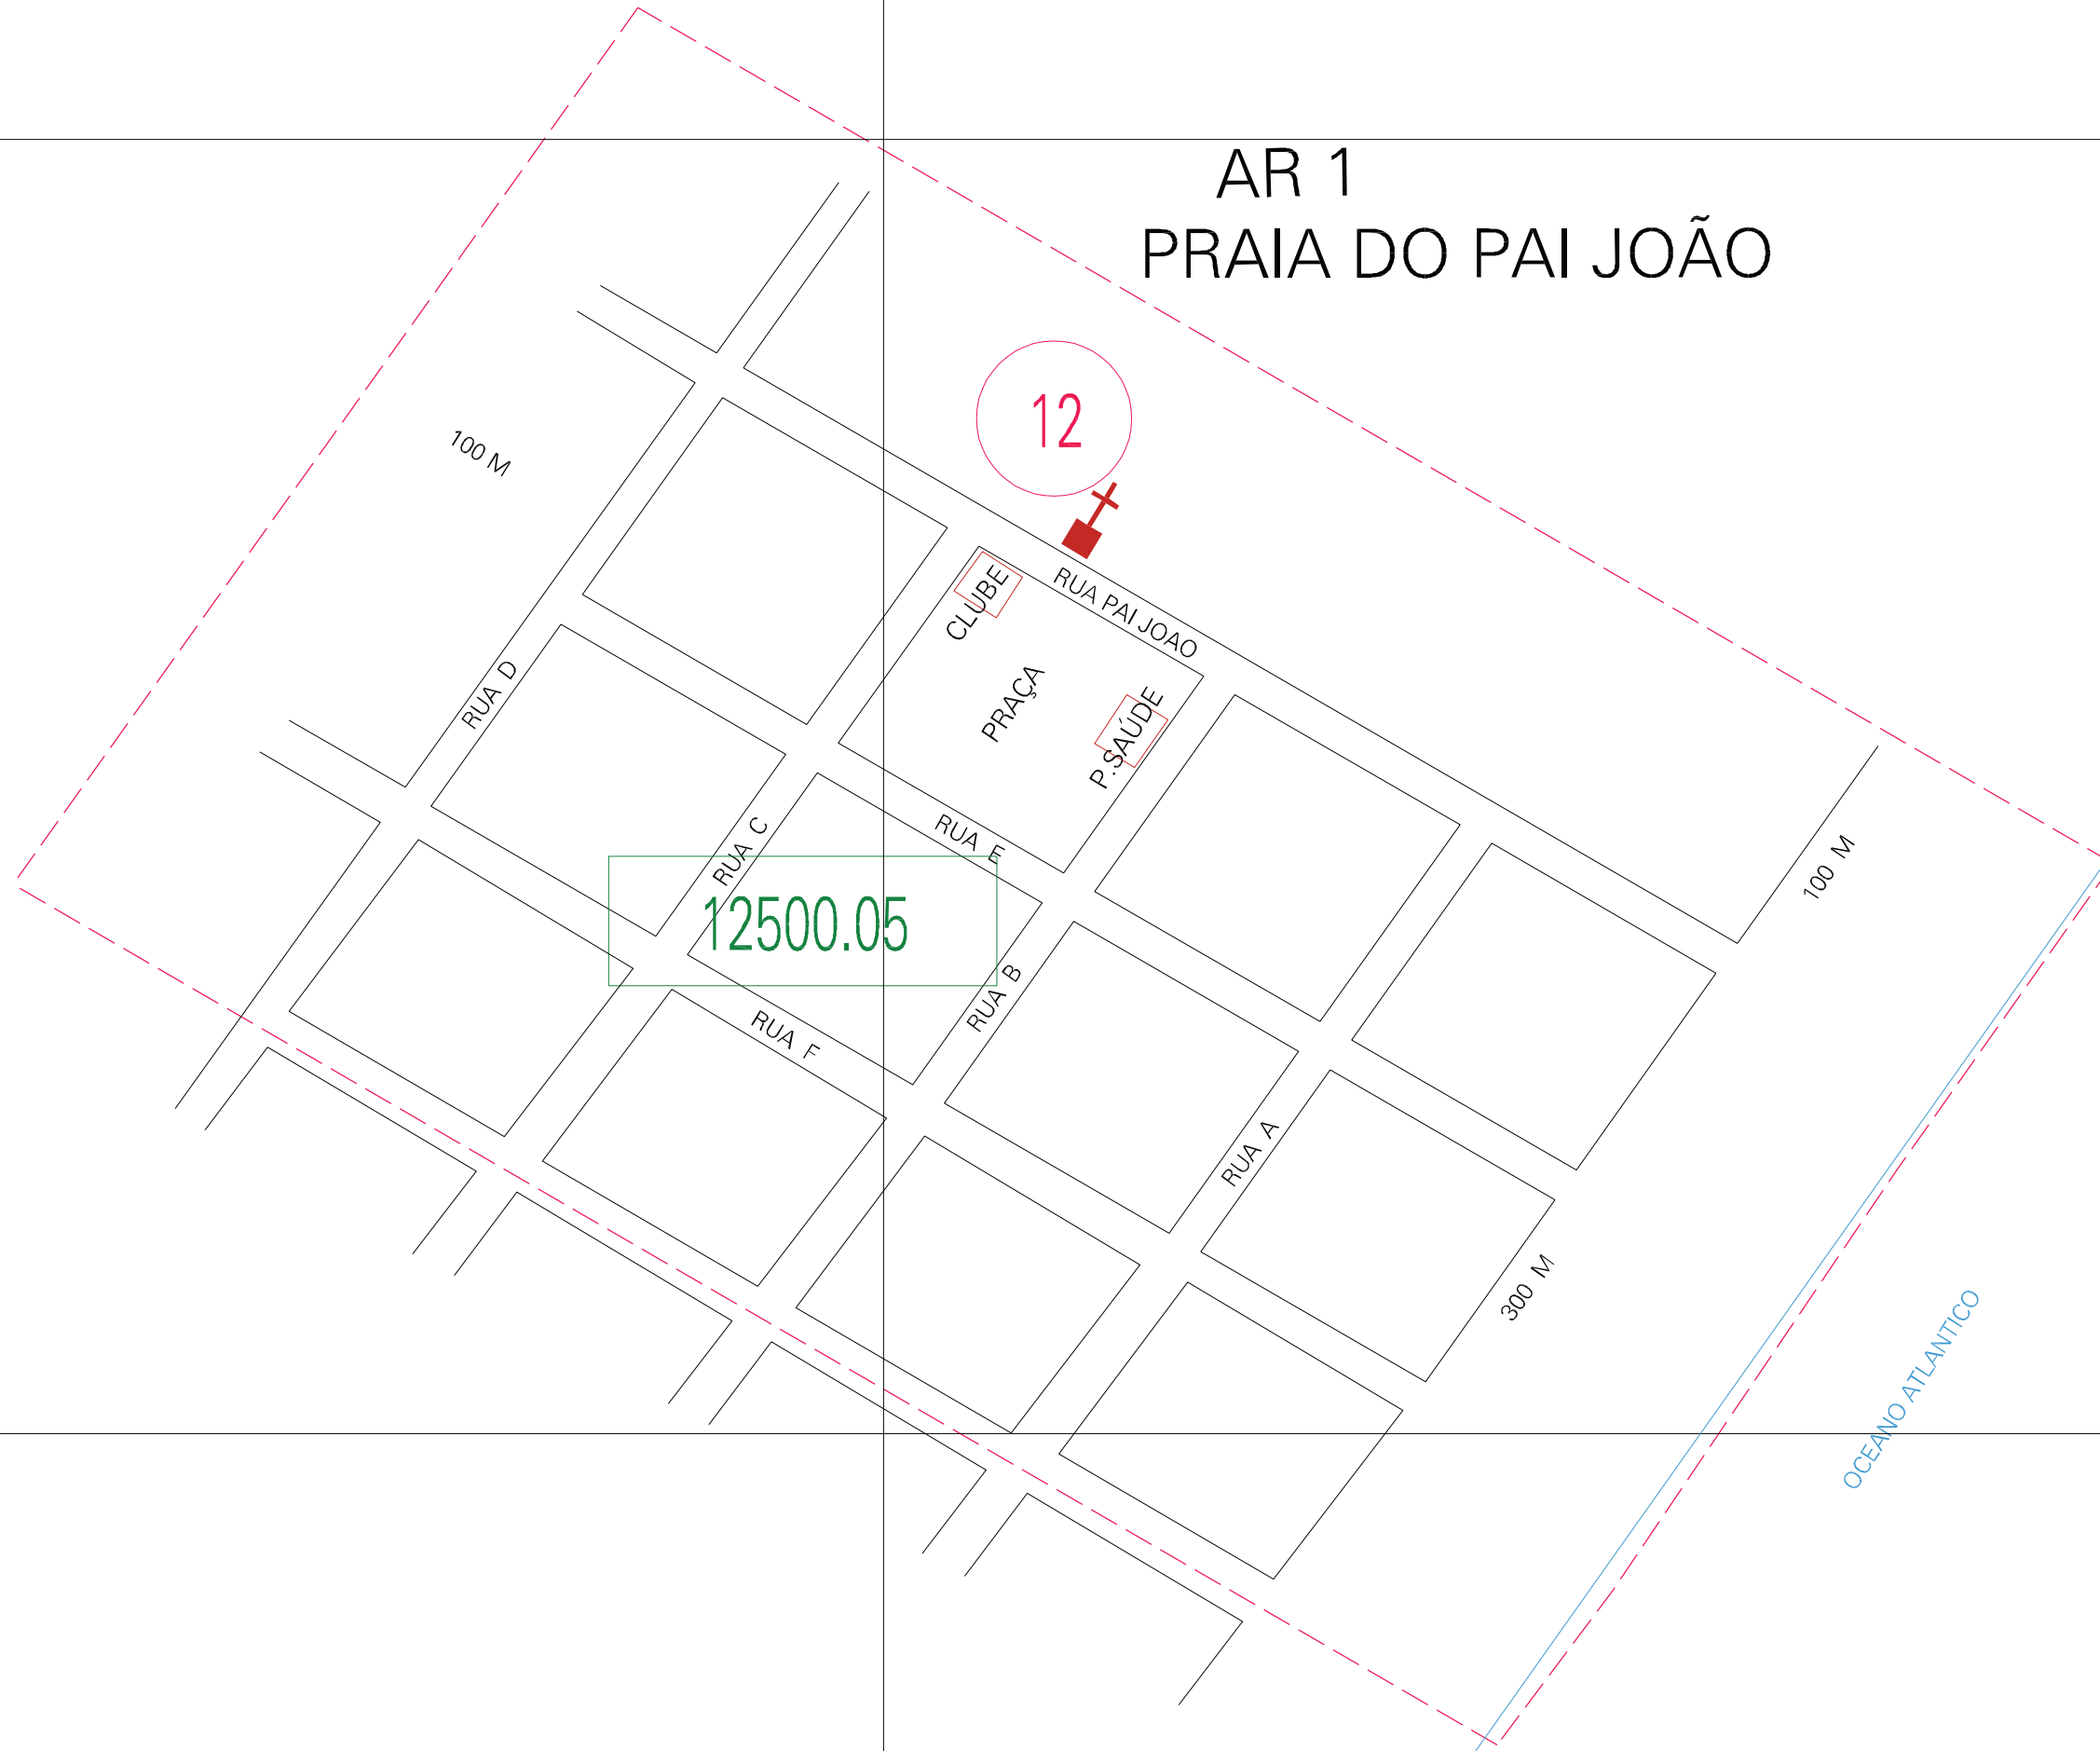 AR 1
PRAIA DO PAI JOÃO
12
100 M
CLUBE
RUA PAI JOAO
PRAÇA
P.SAÚDE
RUA D
RUA C
RUA E
100 M
12500.05
RUA B
RUA F
RUA A
300 M
OCEANO ATLANTICO